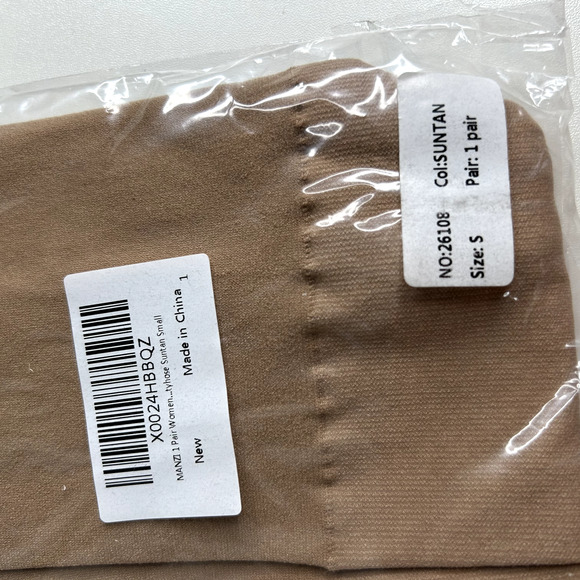 NO:26108 Col:SUNTAN
Size: S Pair: 1 pair
X0024HBBQZ
MANZI 1 Pair Women...tyhose Suntan Small
New
Made in China 1